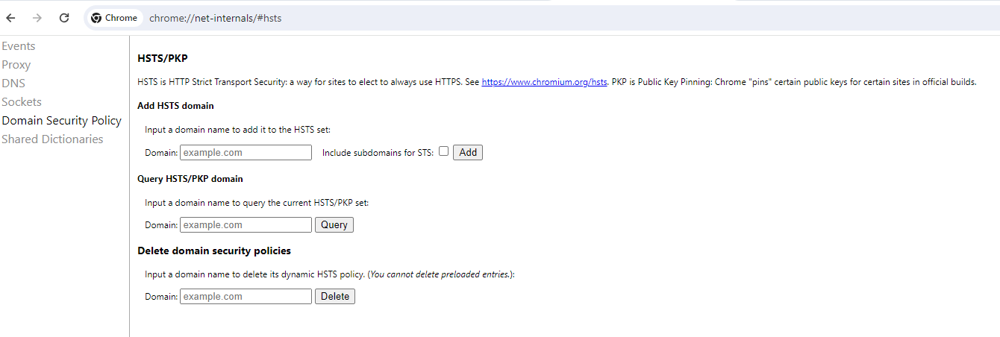 Chrome chrome://net-internals/#hsts
Events
Proxy
DNS
Sockets
Domain Security Policy
Shared Dictionaries
HSTS/PKP
HSTS is HTTP Strict Transport Security: a way for sites to elect to always use HTTPS. See https://www.chromium.org/hsts. PKP is Public Key Pinning: Chrome "pins" certain public keys for certain sites in official builds.
Add HSTS domain
Input a domain name to add it to the HSTS set:
Domain: example.com Include subdomains for STS: Add
Query HSTS/PKP domain
Input a domain name to query the current HSTS/PKP set:
Domain: example.com Query
Delete domain security policies
Input a domain name to delete its dynamic HSTS policy. (You cannot delete preloaded entries.):
Domain: example.com Delete